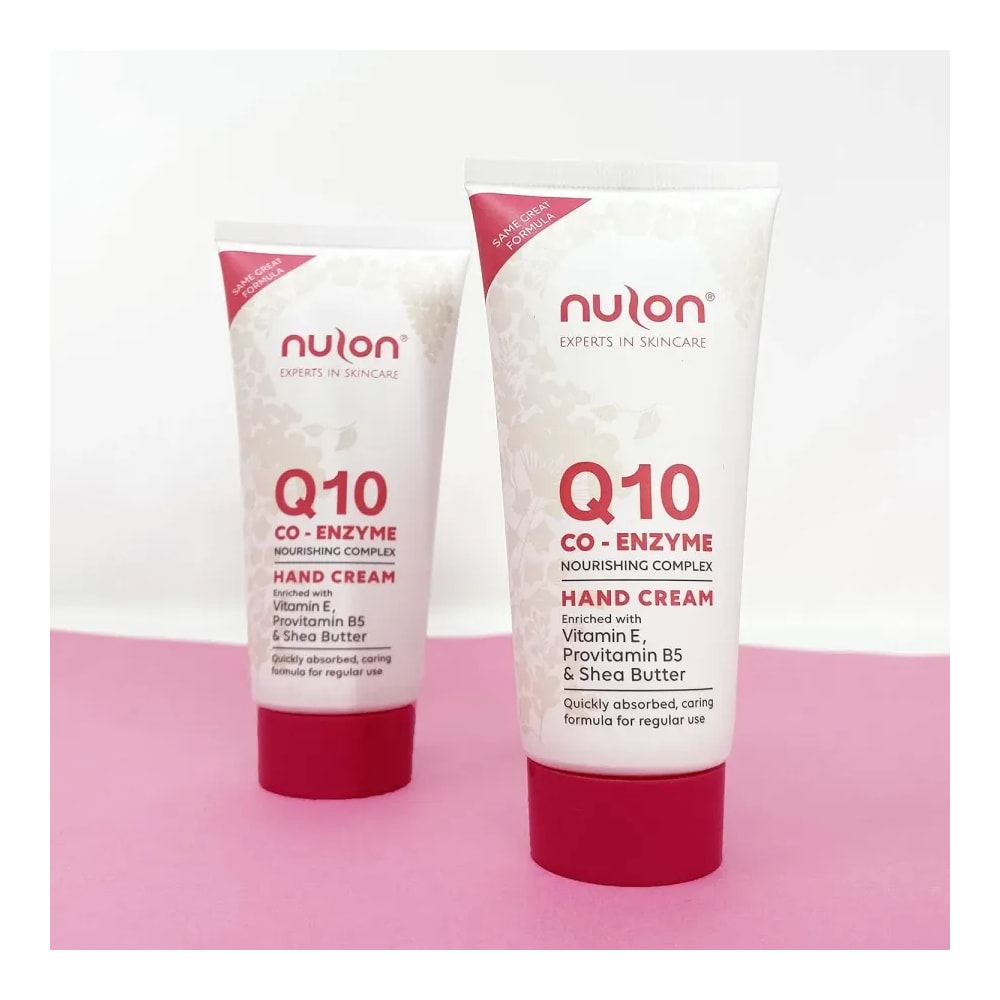 SAME GREAT
FORMULA
nulon®
EXPERTS IN SKINCARE
Q10
CO - ENZYME
NOURISHING COMPLEX
HAND CREAM
Enriched with
Vitamin E,
Provitamin B5
& Shea Butter
Quickly absorbed, caring
formula for regular use
SAME GREAT
FORMULA
nulon®
EXPERTS IN SKINCARE
Q10
CO - ENZYME
NOURISHING COMPLEX
HAND CREAM
Enriched with
Vitamin E,
Provitamin B5
& Shea Butter
Quickly absorbed, caring
formula for regular use